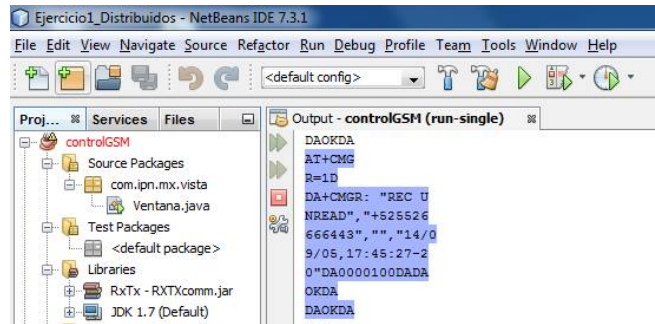 Ejercicio1_Distribuidos - NetBeans IDE 7.3.1
File Edit View Navigate Source Refactor Run Debug Profile Team Tools Window Help
<default config>
Proj... Services Files
Output - controlGSM (run-single)
controlGSM
Source Packages
com.ipn.mx.vista
Ventana.java
Test Packages
<default package>
Libraries
RxTx - RXTXcomm.jar
JDK 1.7 (Default)
DAOKDA
AT+CMG
R=1D
DA+CMGR: "REC U
NREAD","+525526
666443","","14/0
9/05,17:45:27-2
0"DA0000100DADA
OKDA
DAOKDA